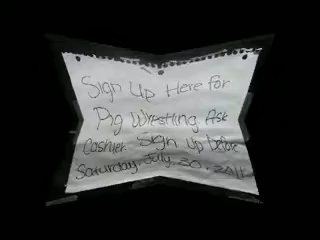 Sign Up Here for
Pig Wrestling. Ask
Cashier. Sign Up before
Saturday July 30, 2011